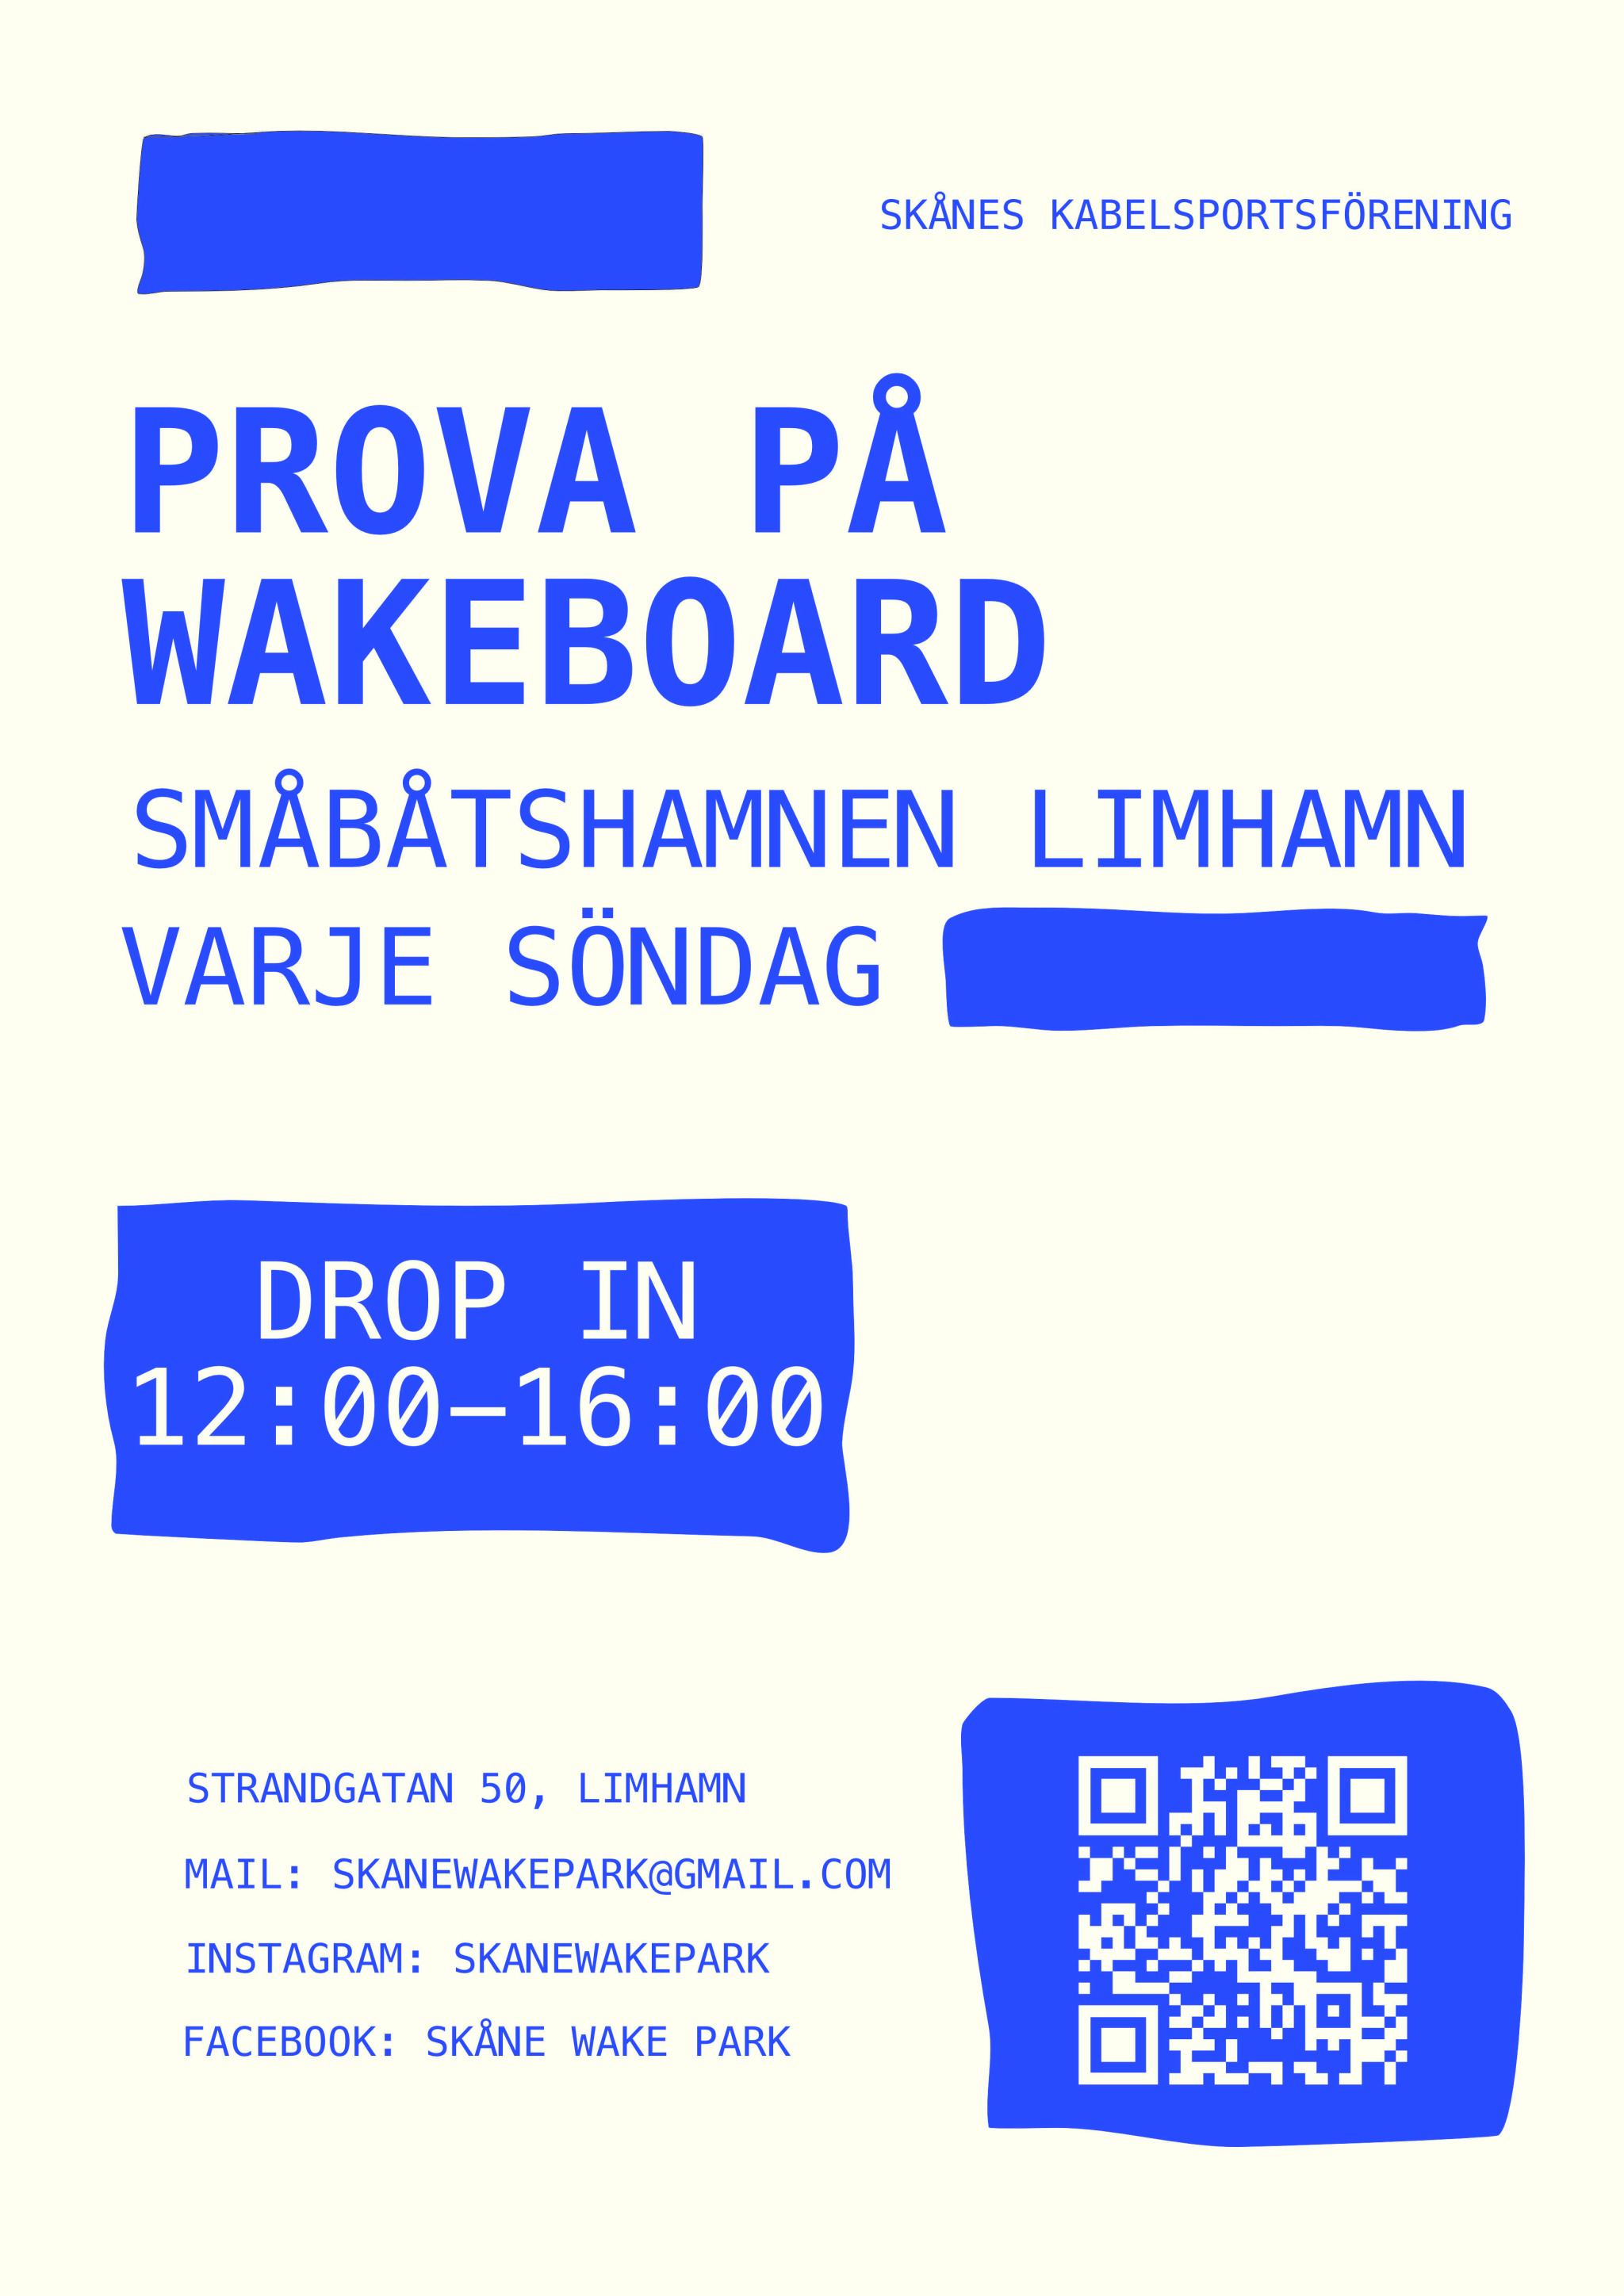 SKÅNES KABELSPORTSFÖRENING
PROVA PÅ
WAKEBOARD
SMÅBÅTSHAMNEN LIMHAMN
VARJE SÖNDAG
DROP IN
12:00–16:00
STRANDGATAN 50, LIMHAMN
MAIL: SKANEWAKEPARK@GMAIL.COM
INSTAGRAM: SKANEWAKEPARK
FACEBOOK: SKÅNE WAKE PARK